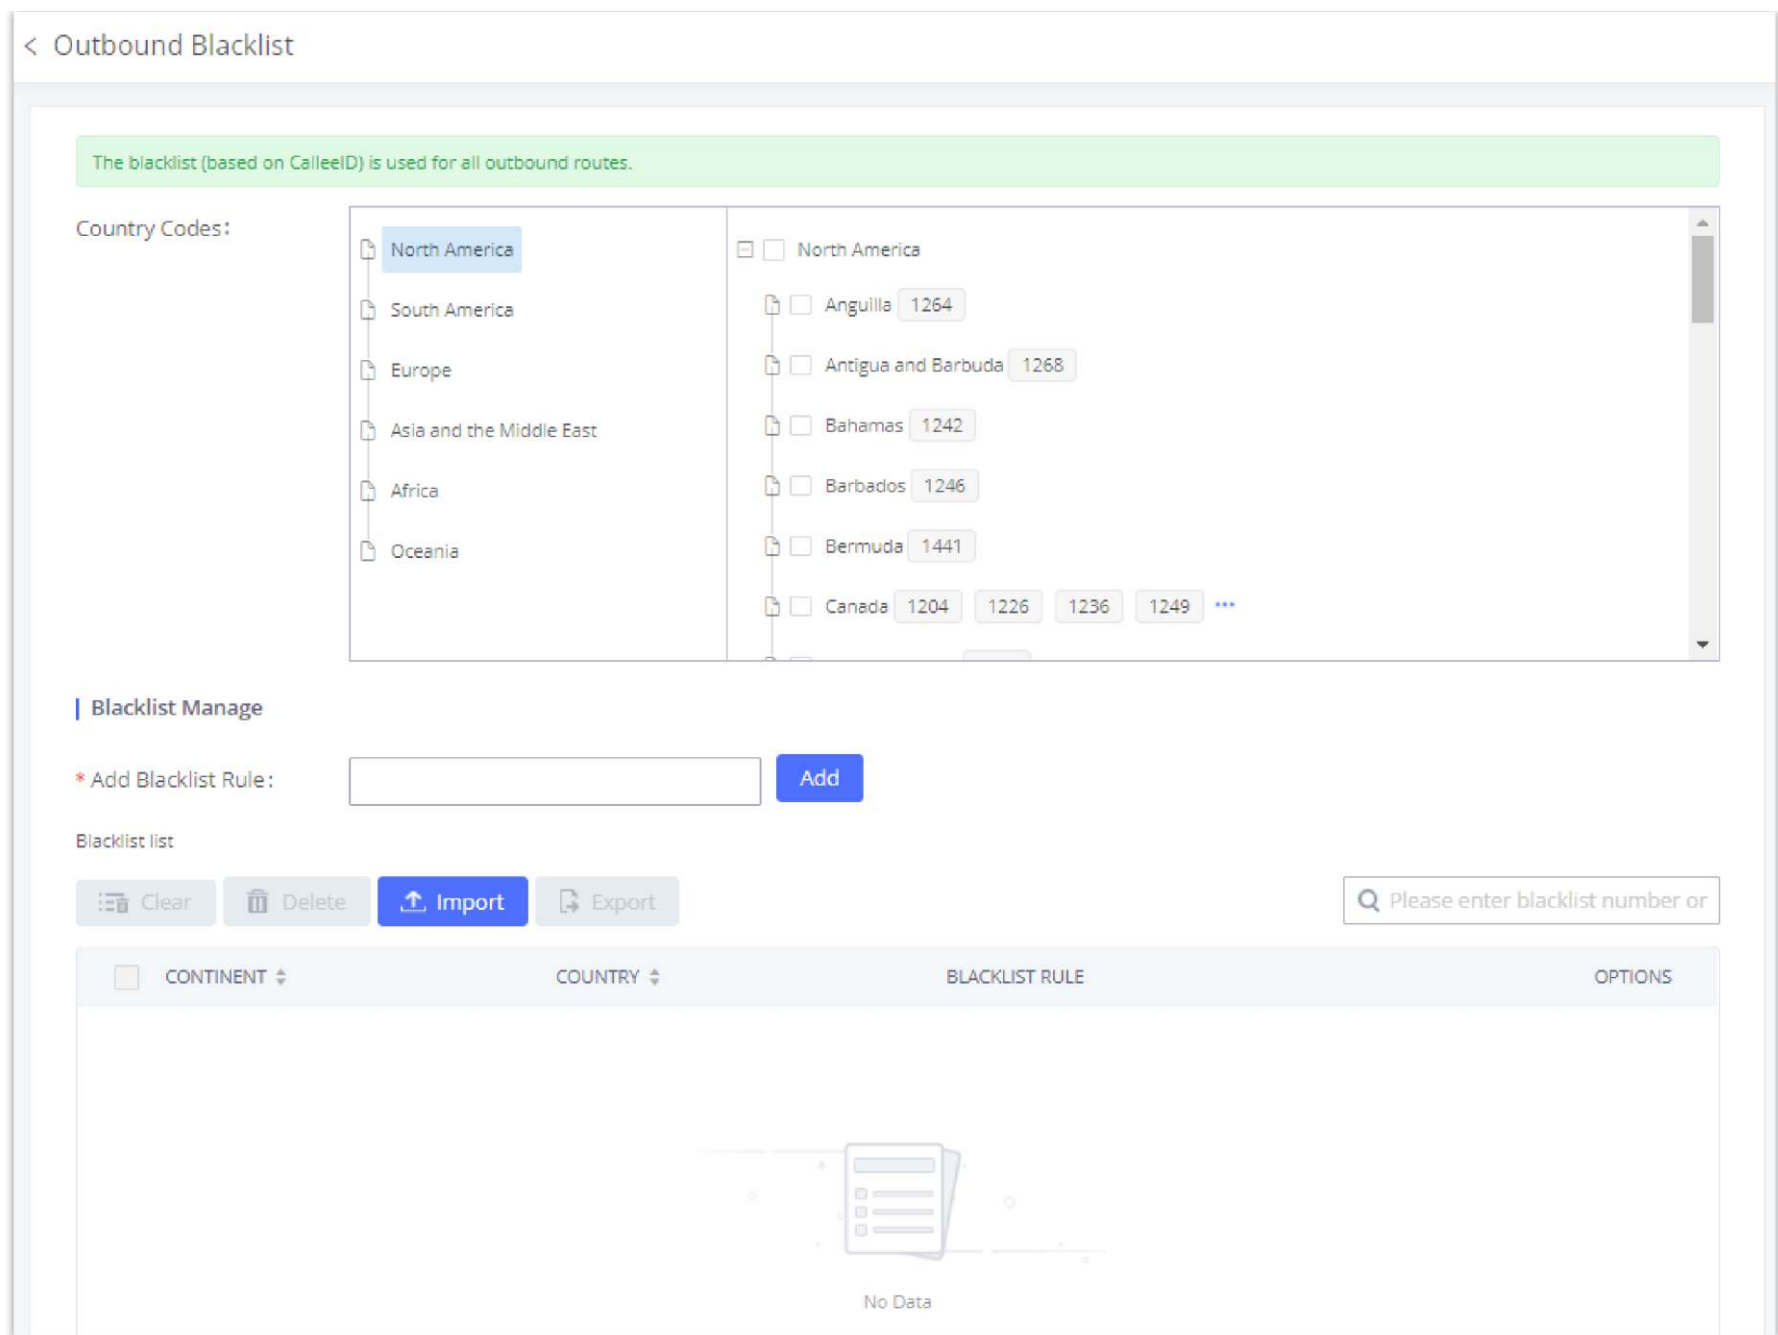 < Outbound Blacklist
The blacklist (based on CalleeID) is used for all outbound routes.
Country Codes:
North America
South America
Europe
Asia and the Middle East
Africa
Oceania
North America
Anguilla 1264
Antigua and Barbuda 1268
Bahamas 1242
Barbados 1246
Bermuda 1441
Canada 1204 1226 1236 1249 •••
Blacklist Manage
* Add Blacklist Rule: Add
Blacklist list
Clear Delete Import Export Please enter blacklist number or
CONTINENT COUNTRY BLACKLIST RULE OPTIONS
No Data